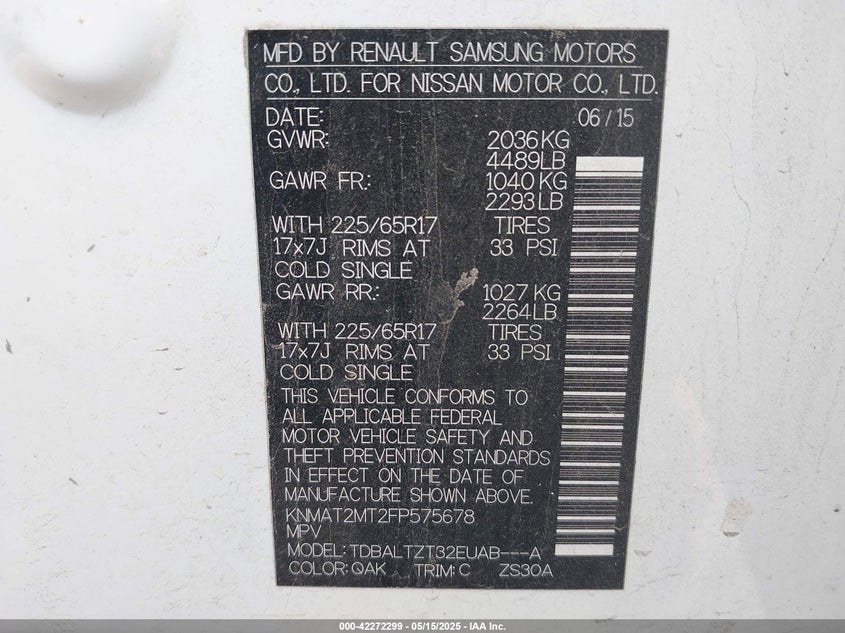 MFD BY RENAULT SAMSUNG MOTORS
CO., LTD. FOR NISSAN MOTOR CO., LTD.
DATE: 06 / 15
GVWR: 2036 KG
4489 LB
GAWR FR.: 1040 KG
2293 LB
WITH 225/65R17 TIRES
17x7J RIMS AT 33 PSI
COLD SINGLE
GAWR RR.: 1027 KG
2264 LB
WITH 225/65R17 TIRES
17x7J RIMS AT 33 PSI
COLD SINGLE
THIS VEHICLE CONFORMS TO
ALL APPLICABLE FEDERAL
MOTOR VEHICLE SAFETY AND
THEFT PREVENTION STANDARDS
IN EFFECT ON THE DATE OF
MANUFACTURE SHOWN ABOVE.
KNMAT2MT2FP575678
MPV
MODEL: TDBALTZT32EUAB---A
COLOR: QAK TRIM: C ZS30A
000-42272299 - 05/15/2025 - IAA Inc.